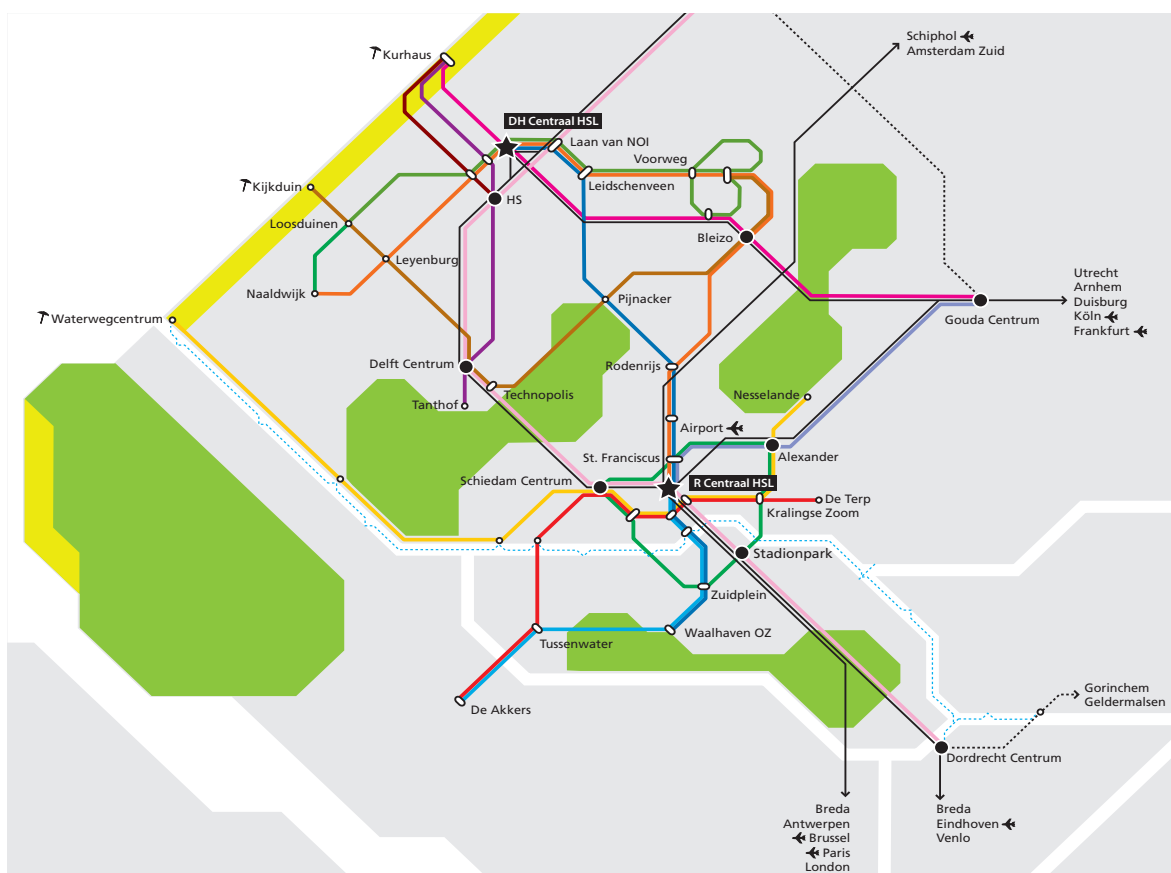 Schiphol
Amsterdam Zuid
Kurhaus
DH Centraal HSL
Laan van NOI
Voorweg
Leidschenveen
Kijkduin
HS
Loosduinen
Bleizo
Leyenburg
Naaldwijk
Pijnacker
Utrecht
Arnhem
Duisburg
Köln
Frankfurt
Gouda Centrum
Waterwegcentrum
Delft Centrum
Rodenrijs
Technopolis
Nesselande
Tanthof
Airport
St. Franciscus
Alexander
Schiedam Centrum
R Centraal HSL
De Terp
Kralingse Zoom
Stadionpark
Zuidplein
Waalhaven OZ
Tussenwater
De Akkers
Gorinchem
Geldermalsen
Dordrecht Centrum
Breda
Antwerpen
Brussel
Paris
London
Breda
Eindhoven
Venlo